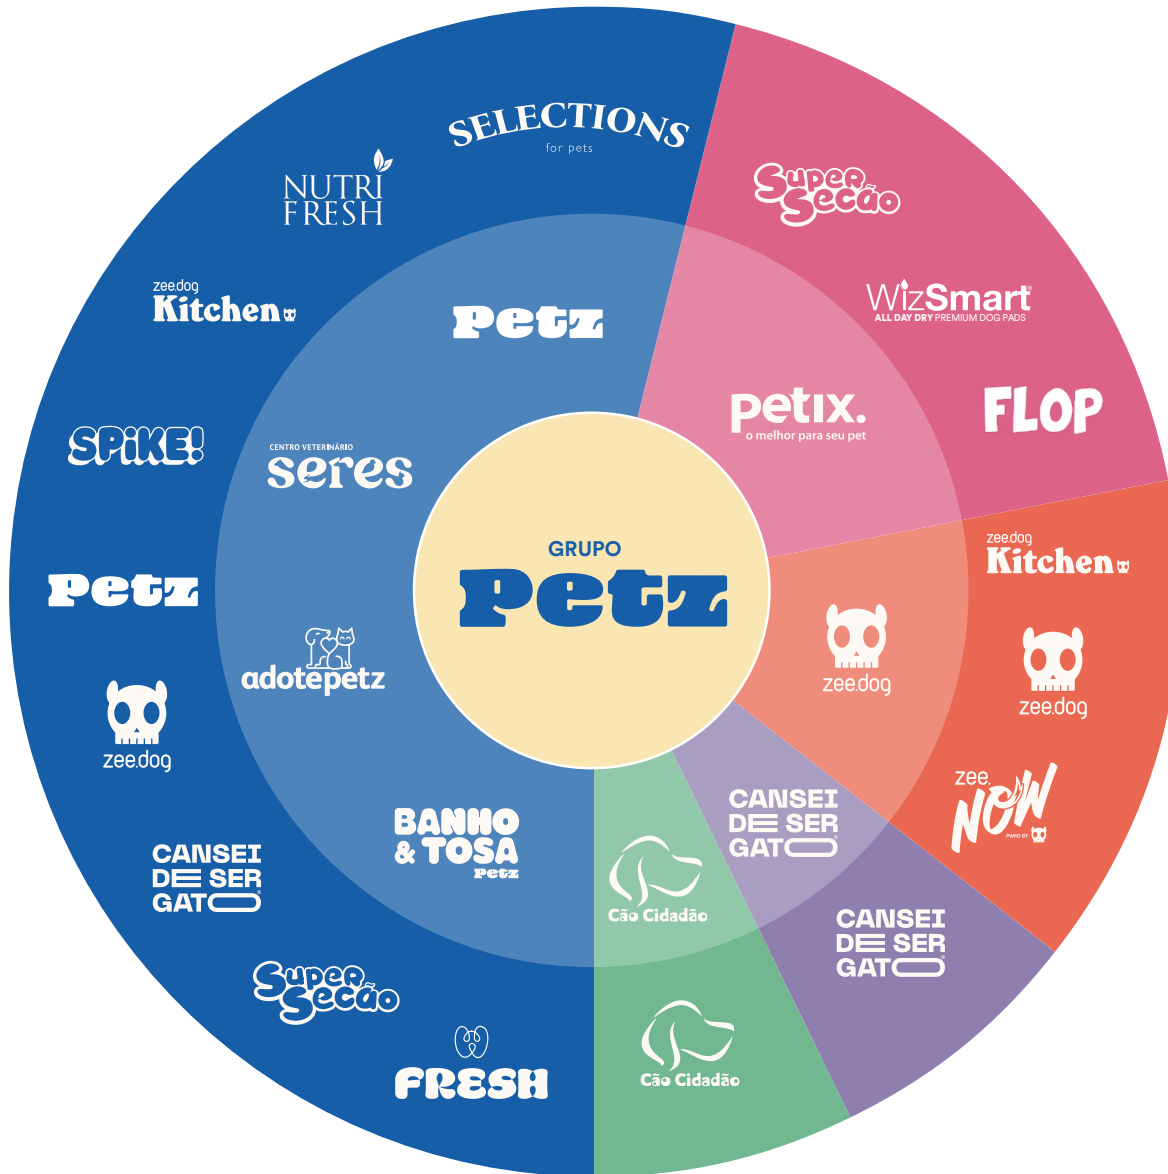 SELECTIONS
for pets
NUTRI
FRESH
zee.dog
Kitchen
SPiKE!
Petz
zee.dog
CANSEI
DE SER
GATO
SUPER
SeCãO
FRESH
Petz
CENTRO VETERINÁRIO
seres
adotepetz
BANHO
& TOSA
Petz
GRUPO
Petz
SUPER
SeCãO
WizSmart
ALL DAY DRY PREMIUM DOG PADS
FLOP
petix.
o melhor para seu pet
zee.dog
Kitchen
zee.dog
zee.dog
zee.
NOW
PWRD BY
CANSEI
DE SER
GATO
CANSEI
DE SER
GATO
Cão Cidadão
Cão Cidadão